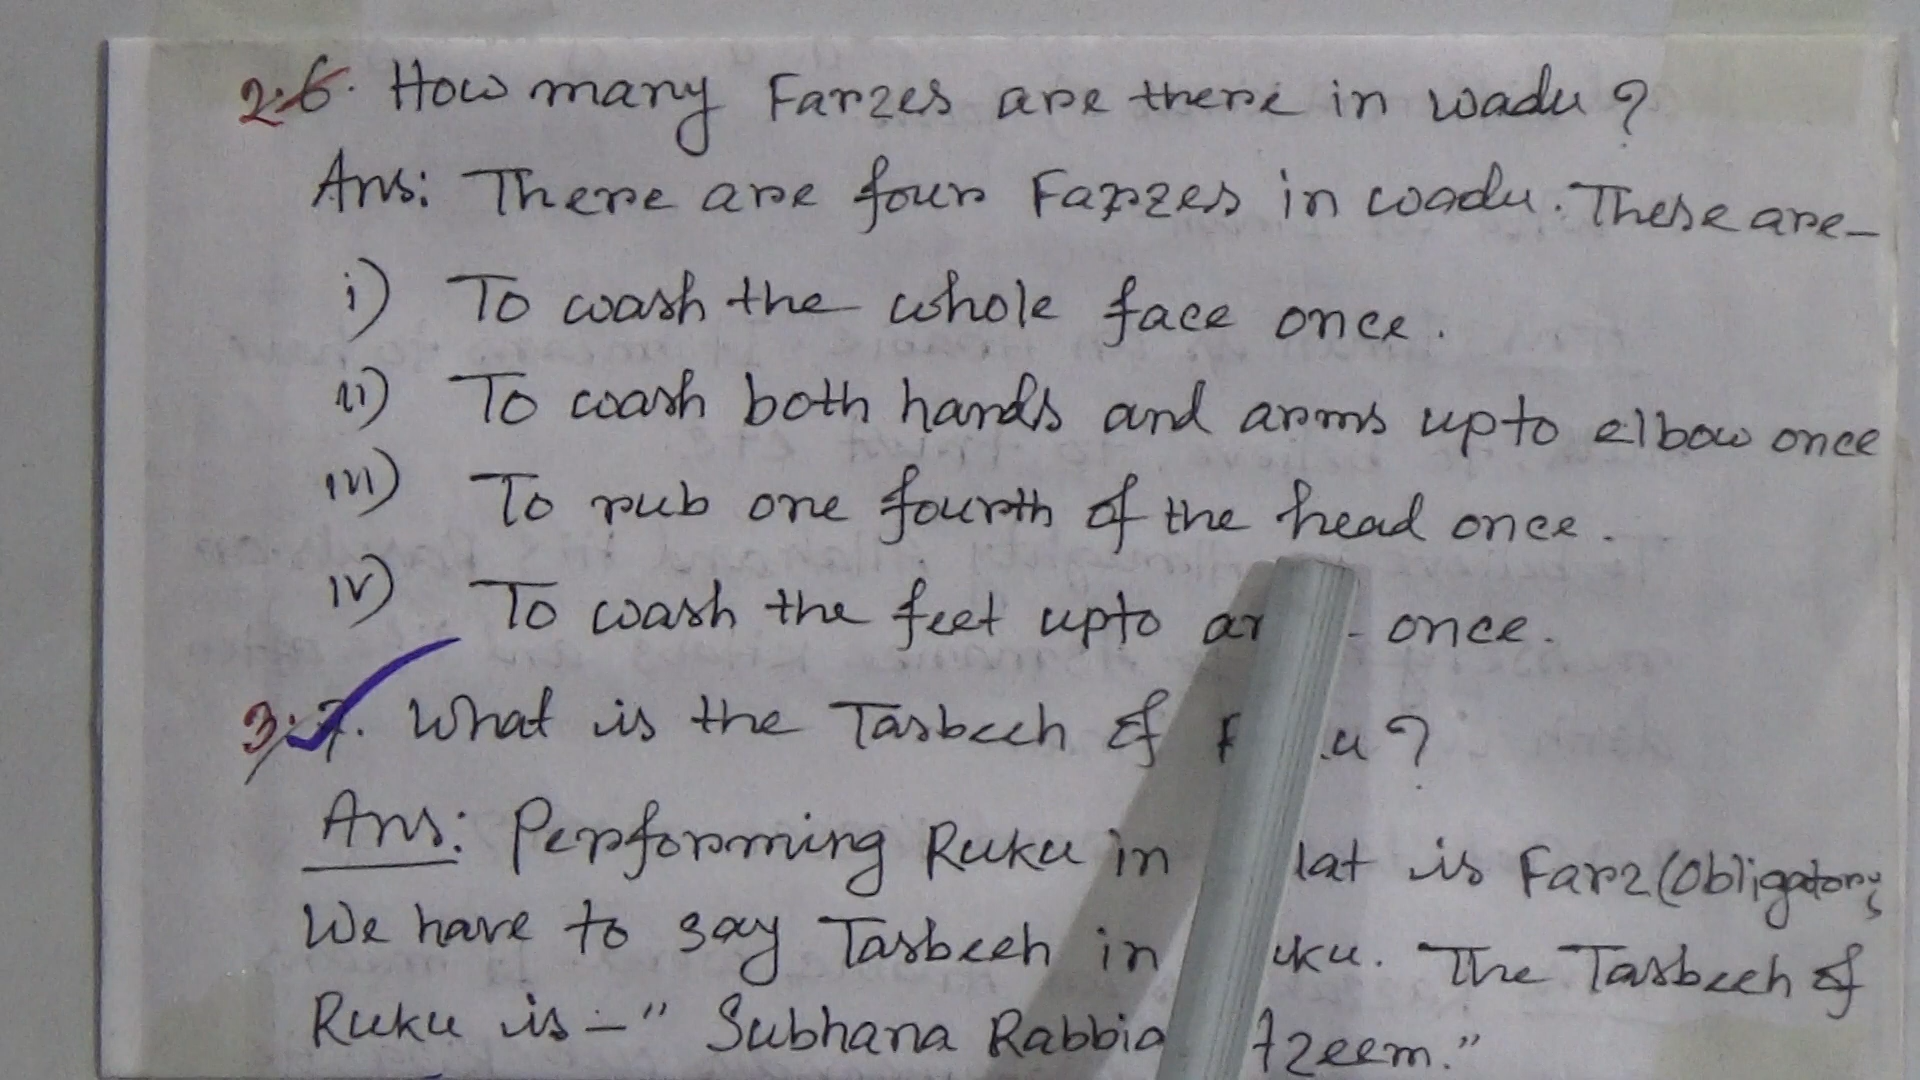 2.6. How many Farzes are there in wadu?
Ans: There are four Farzes in wadu. These are-
i) To wash the whole face once.
ii) To wash both hands and arms upto elbow once
iii) To rub one fourth of the head once.
iv) To wash the feet upto once.
3.7. What is the Tasbeeh of ?
Ans: Performing Ruku in is Farz (Obligatory
We have to say Tasbeeh in . The Tasbeeh of
Ruku is - " Subhana Azeem."